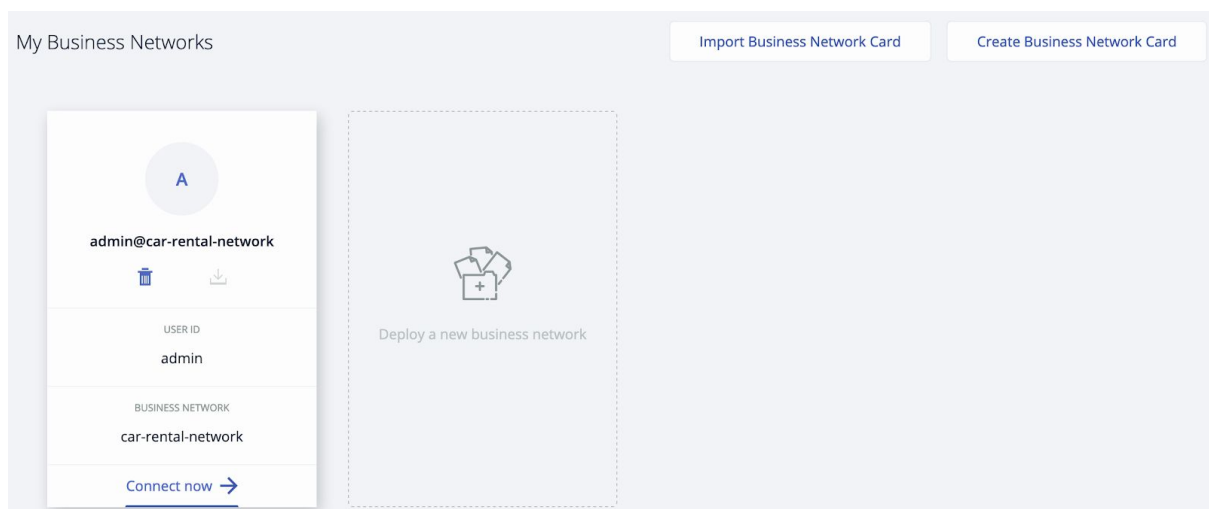 My Business Networks
Import Business Network Card
Create Business Network Card
A
admin@car-rental-network
USER ID
admin
BUSINESS NETWORK
car-rental-network
Connect now
Deploy a new business network